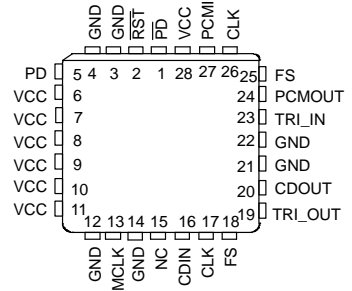 GND GND RST PD VCC PCMI CLK
4 3 2 1 28 27 26
PD 5 25 FS
VCC 6 24 PCMOUT
VCC 7 23 TRI_IN
VCC 8 22 GND
VCC 9 21 GND
VCC 10 20 CDOUT
VCC 11 19 TRI_OUT
12 13 14 15 16 17 18
GND MCLK GND NC CDIN CLK FS